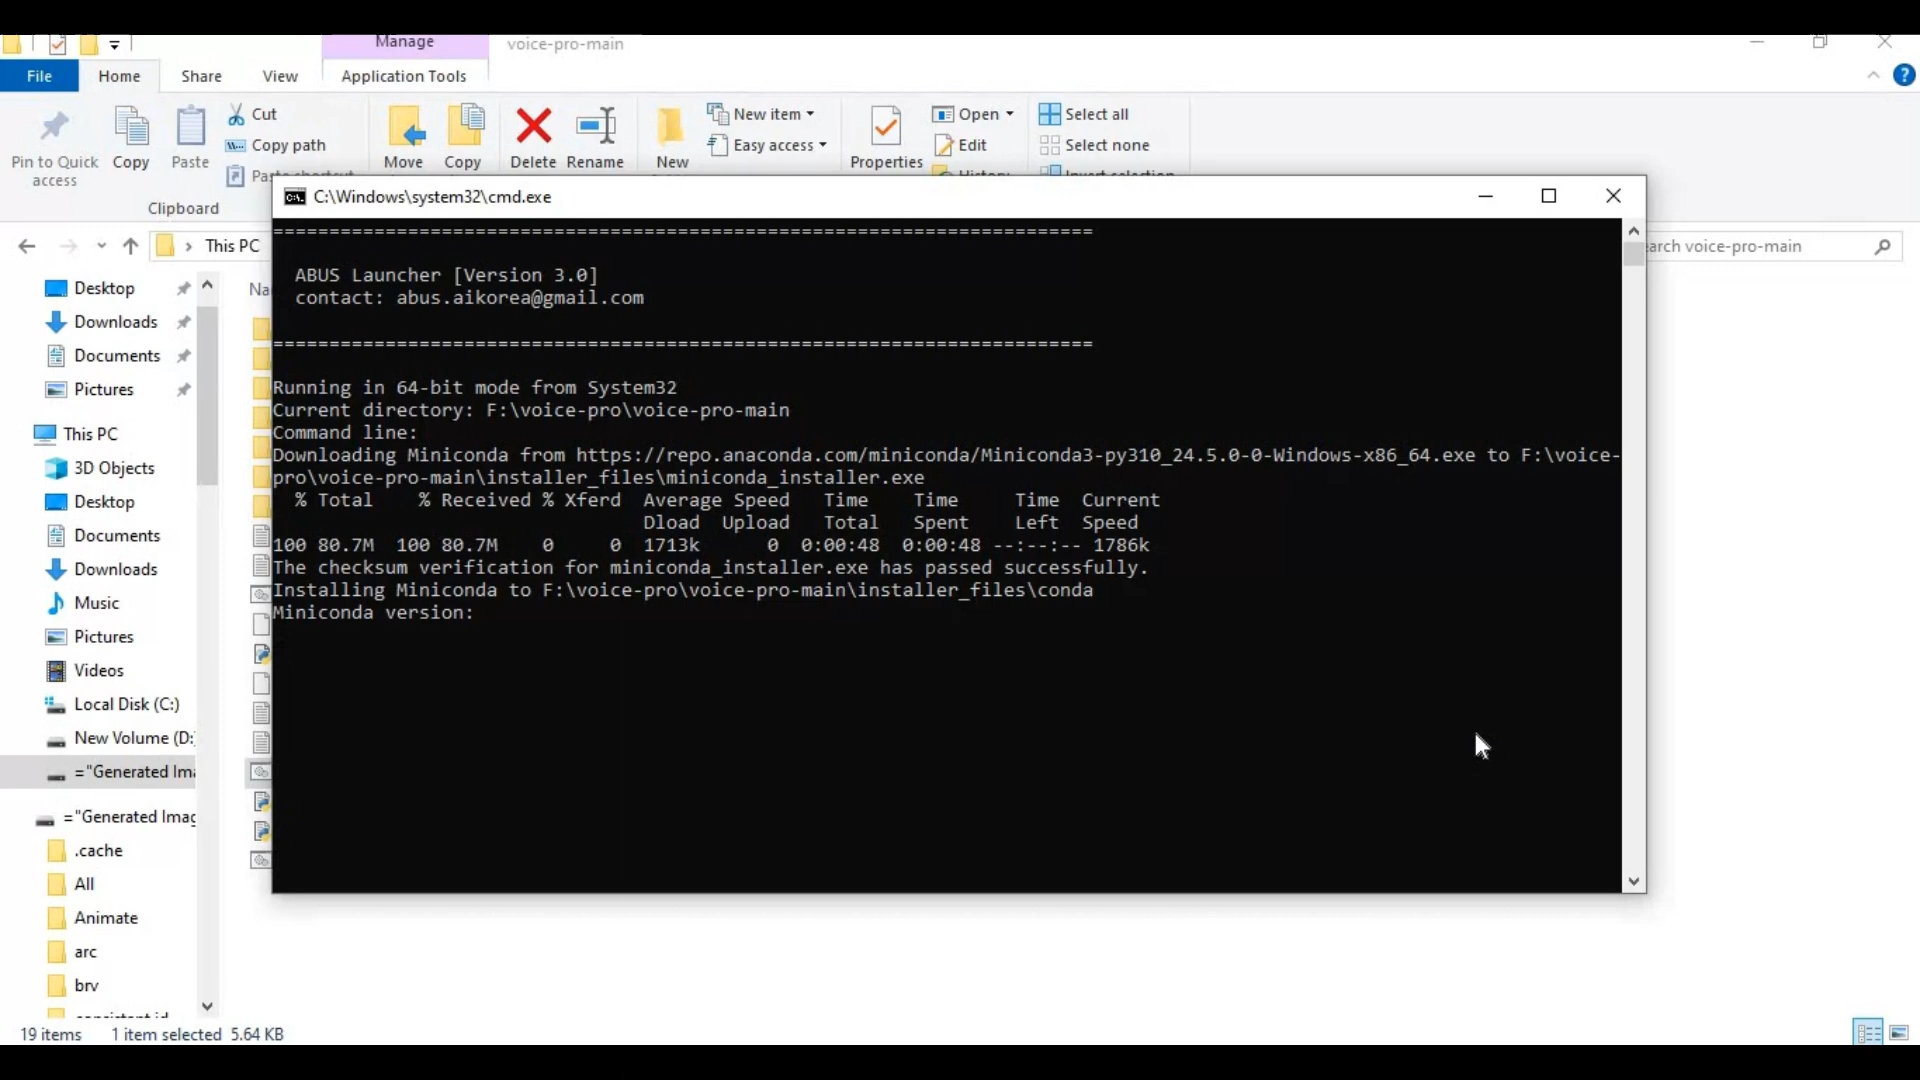 Manage
voice-pro-main
File
Home
Share
View
Application Tools
Pin to Quick access
Copy
Paste
Cut
Copy path
Move
Copy
Delete
Rename
New
New item
Easy access
Properties
Open
Edit
Select all
Select none
Clipboard
C:\Windows\system32\cmd.exe
This PC
voice-pro-main
ABUS Launcher [Version 3.0]
contact: abus.aikorea@gmail.com
Running in 64-bit mode from System32
Current directory: F:\voice-pro\voice-pro-main
Command line:
Downloading Miniconda from https://repo.anaconda.com/miniconda/Miniconda3-py310_24.5.0-0-Windows-x86_64.exe to F:\voice-
pro\voice-pro-main\installer_files\miniconda_installer.exe
% Total % Received % Xferd Average Speed Time Time Time Current
Dload Upload Total Spent Left Speed
100 80.7M 100 80.7M 0 0 1713k 0 0:00:48 0:00:48 --:--:-- 1786k
The checksum verification for miniconda_installer.exe has passed successfully.
Installing Miniconda to F:\voice-pro\voice-pro-main\installer_files\conda
Miniconda version:
Desktop
Downloads
Documents
Pictures
This PC
3D Objects
Desktop
Documents
Downloads
Music
Pictures
Videos
Local Disk (C:)
New Volume (D:
="Generated Ima
="Generated Imag
.cache
All
Animate
arc
brv
19 items
1 item selected 5.64 KB